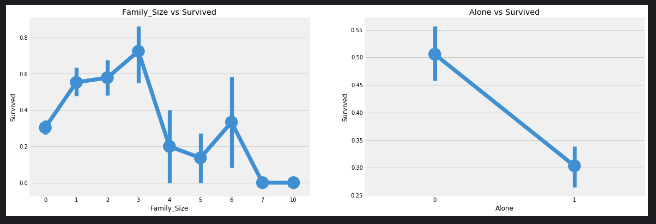 Family_Size vs Survived
Survived
0.8
0.6
0.4
0.2
0.0
0 1 2 3 4 5 6 7 10
Family_Size
Alone vs Survived
Survived
0.55
0.50
0.45
0.40
0.35
0.30
0.25
0 1
Alone